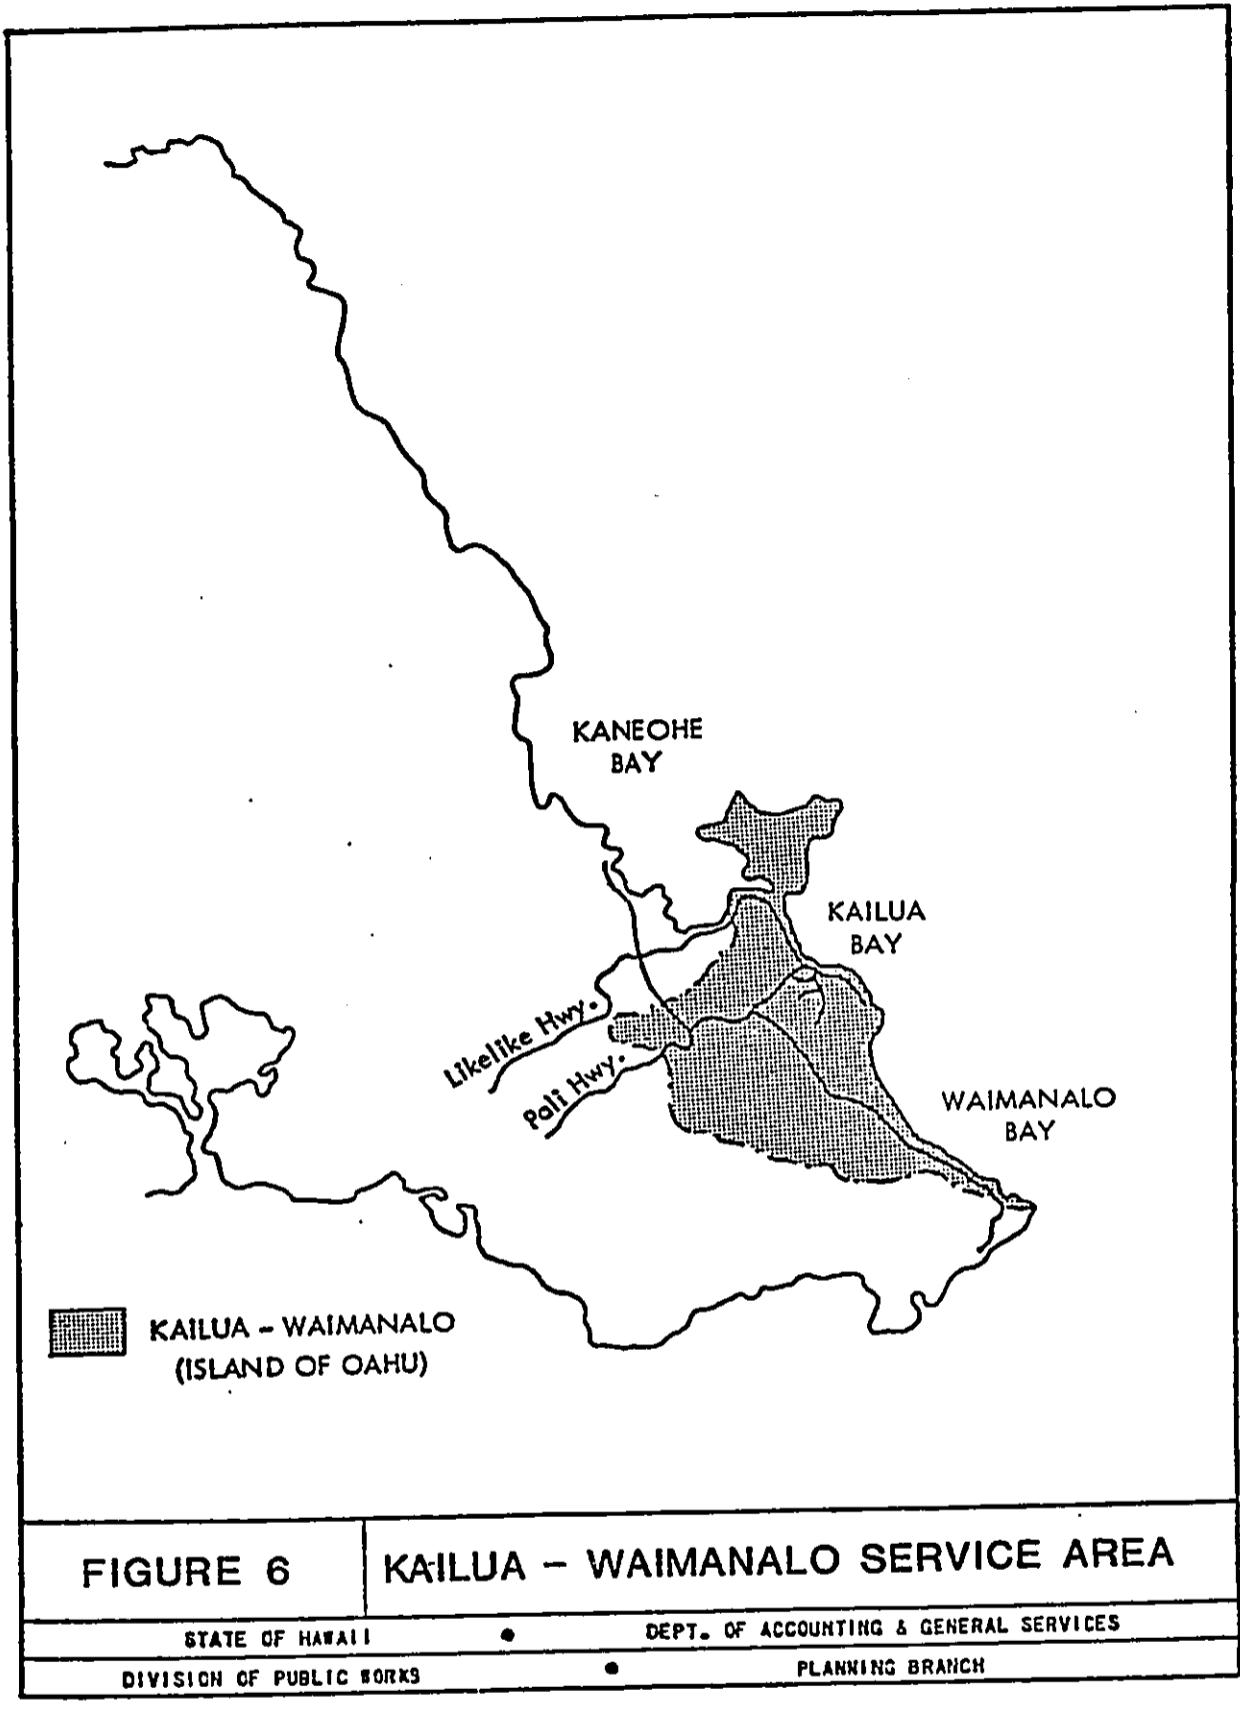 KANEOHE
BAY
KAILUA
BAY
Likelike Hwy.
Pali Hwy.
WAIMANALO
BAY
KAILUA - WAIMANALO
(ISLAND OF OAHU)
FIGURE 6
KAILUA - WAIMANALO SERVICE AREA
STATE OF HAWAII • DEPT. OF ACCOUNTING & GENERAL SERVICES
DIVISION OF PUBLIC WORKS • PLANNING BRANCH